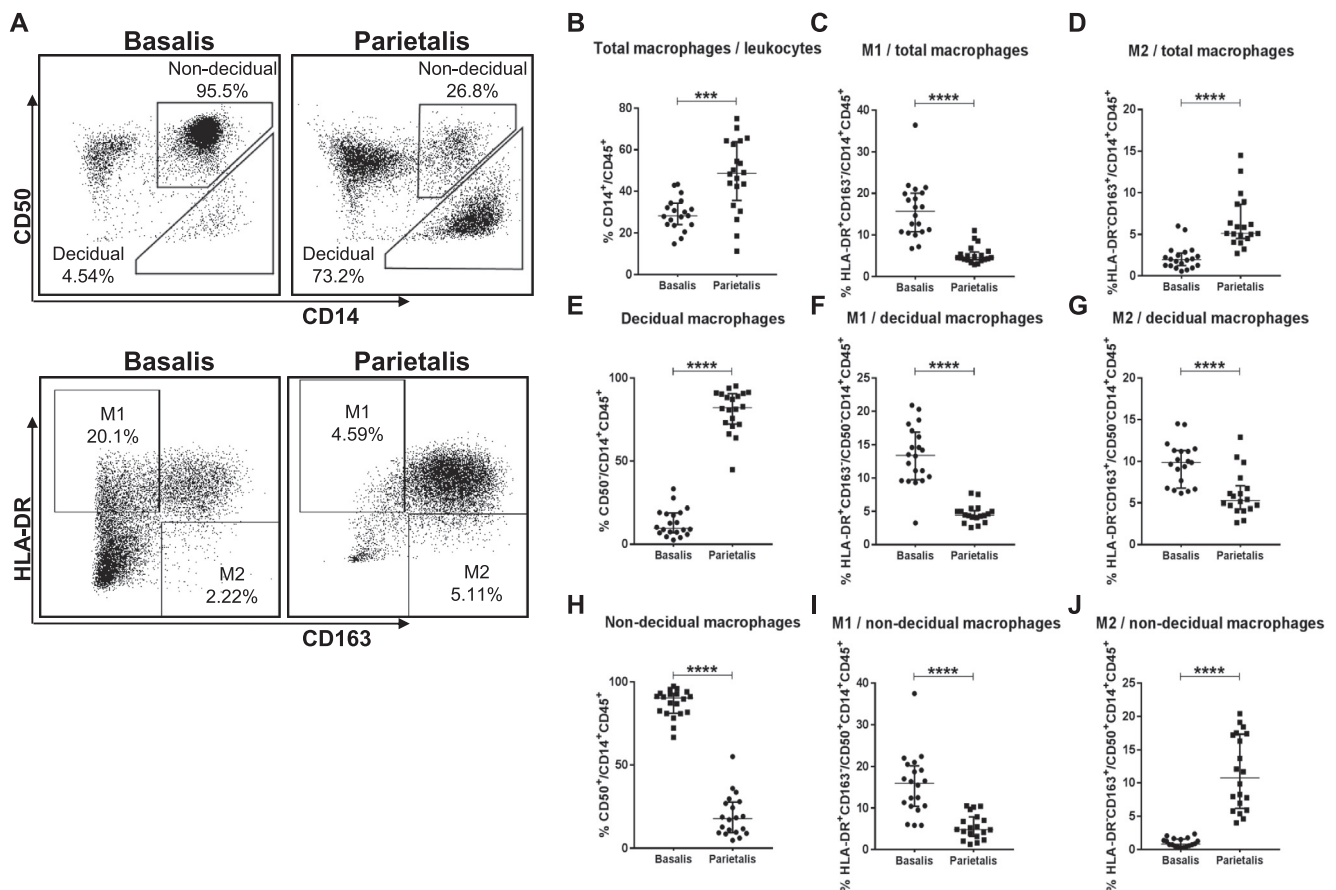 A
Basalis
Parietalis
Non-decidual
95.5%
Non-decidual
26.8%
Decidual
4.54%
Decidual
73.2%
CD50
CD14
Basalis
Parietalis
M1
20.1%
M1
4.59%
M2
2.22%
M2
5.11%
HLA-DR
CD163
B
Total macrophages / leukocytes
% CD14⁺/CD45⁺
80
60
40
20
0
***
Basalis
Parietalis
C
M1 / total macrophages
% HLA-DR⁺CD163⁻/CD14⁺CD45⁺
40
30
20
10
0
****
Basalis
Parietalis
D
M2 / total macrophages
%HLA-DR⁻CD163⁺/CD14⁺CD45⁺
20
15
10
5
0
****
Basalis
Parietalis
E
Decidual macrophages
% CD50⁻/CD14⁺CD45⁺
100
50
0
****
Basalis
Parietalis
F
M1 / decidual macrophages
% HLA-DR⁺CD163⁻/CD50⁻CD14⁺CD45⁺
25
20
15
10
5
0
****
Basalis
Parietalis
G
M2 / decidual macrophages
% HLA-DR⁻CD163⁺/CD50⁻CD14⁺CD45⁺
20
15
10
5
0
****
Basalis
Parietalis
H
Non-decidual macrophages
% CD50⁺/CD14⁺CD45⁺
100
50
0
****
Basalis
Parietalis
I
M1 / non-decidual macrophages
% HLA-DR⁺CD163⁻/CD50⁺CD14⁺CD45⁺
40
30
20
10
0
****
Basalis
Parietalis
J
M2 / non-decidual macrophages
% HLA-DR⁻CD163⁺/CD50⁺CD14⁺CD45⁺
25
20
15
10
5
0
****
Basalis
Parietalis